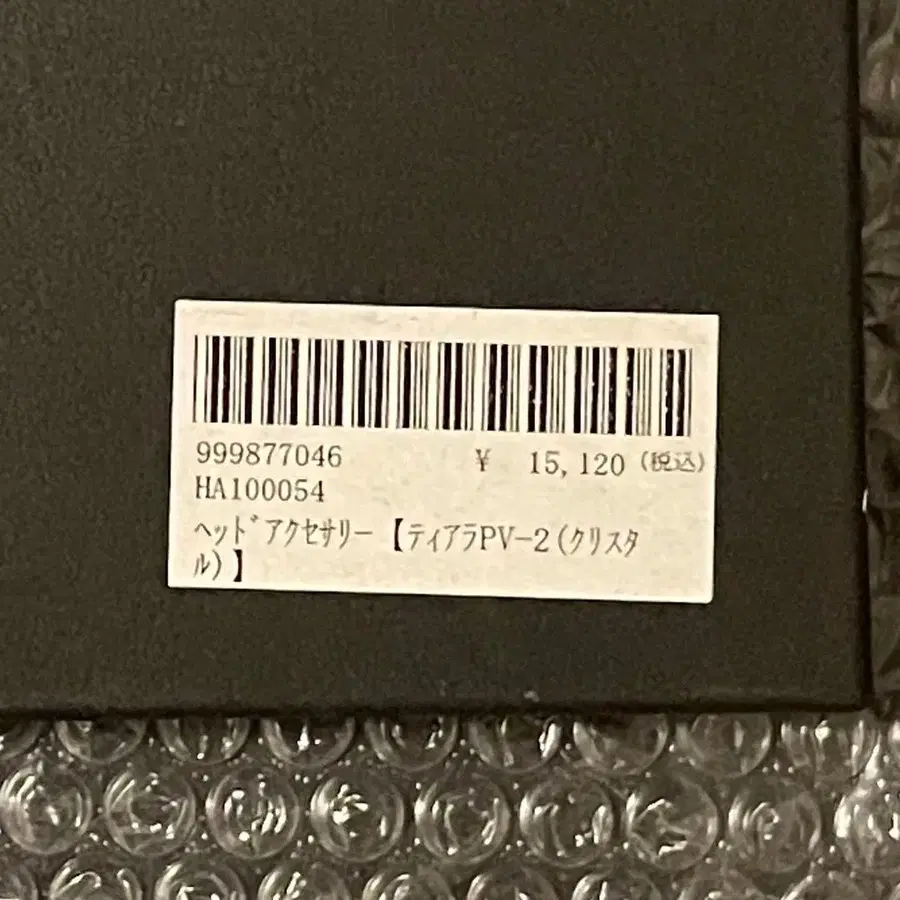 999877046 ¥ 15,120 (税込)
HA100054
ヘッドアクセサリー【ティアラPV-2(クリスタ
ル)】